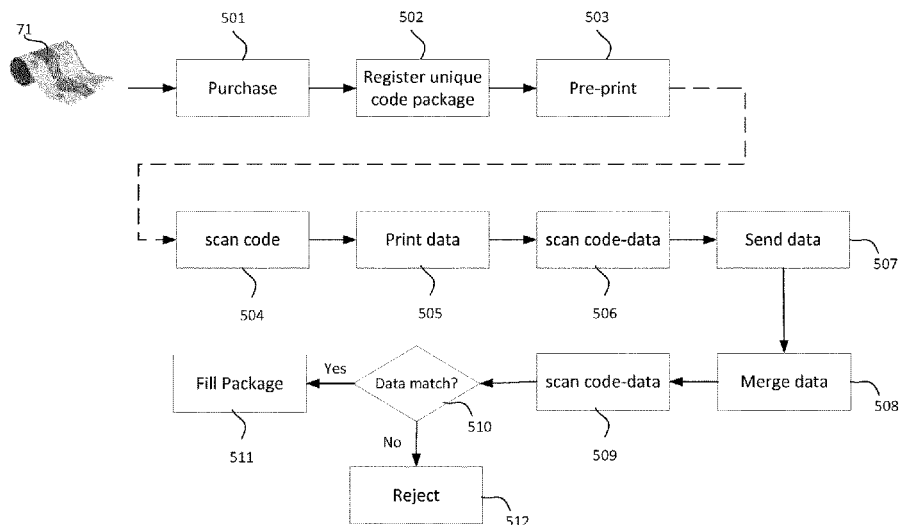 71
501
502
503
Purchase
Register unique
code package
Pre-print
scan code
Print data
scan code-data
Send data
504
505
506
507
Fill Package
Yes
Data match?
scan code-data
Merge data
511
510
509
508
No
Reject
512